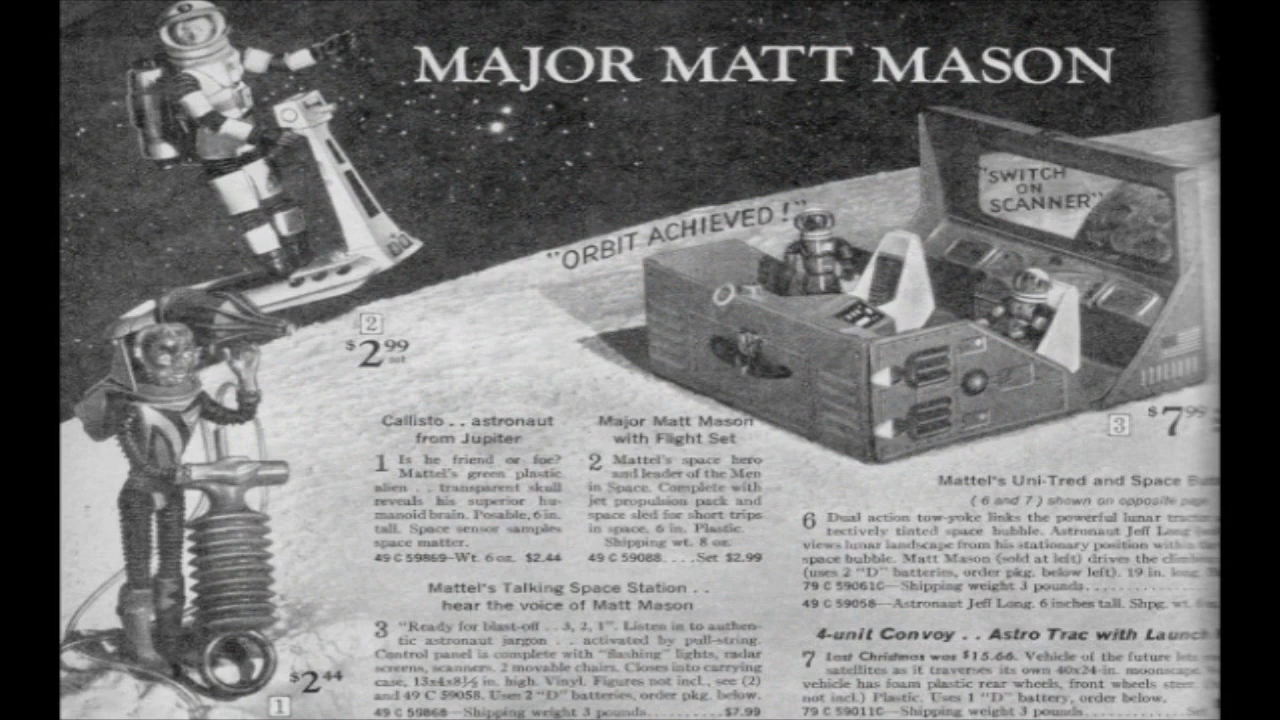 MAJOR MATT MASON
"SWITCH
ON
SCANNER"
"ORBIT ACHIEVED!"
2
$2.99
set
3
$7.99
Callisto . . astronaut
from Jupiter
1 Is he friend or foe?
Mattel's green plastic
alien . . transparent skull
reveals his superior hu-
manoid brain. Posable, 6-in.
tall. Space sensor samples
space matter.
49 C 59869—Wt. 6 oz. $2.44
Major Matt Mason
with Flight Set
2 Mattel's space hero
and leader of the Men
in Space. Complete with
jet propulsion pack and
space sled for short trips
in space. 6 in. Plastic.
Shipping wt. 8 oz.
49 C 59088....Set $2.99
Mattel's Talking Space Station . .
hear the voice of Matt Mason
3 "Ready for blast-off . . 3, 2, 1". Listen in to authen-
tic astronaut jargon . . activated by pull-string.
Control panel is complete with "flashing" lights, radar
screens, scanners. 2 movable chairs. Closes into carrying
case, 13x4x8½ in. high. Vinyl. Figures not incl., see (2)
and 49 C 59058. Uses 2 "D" batteries, order pkg. below.
49 C 59868—Shipping weight 3 pounds........$7.99
$2.44
1
Mattel's Uni-Tred and Space
(6 and 7) shown on opposite page
6 Dual action tow-yoke links the powerful lunar
tectively tinted space bubble. Astronaut Jeff Long
views lunar landscape from his stationary position within
space bubble. Matt Mason (sold at left) drives the
(uses 2 "D" batteries, order pkg. below left). 19 in. long.
79 C 59061C—Shipping weight 3 pounds........
49 C 59058—Astronaut Jeff Long. 6 inches tall. Shpg. wt.
4-unit Convoy . . Astro Trac with Launch
7 Last Christmas was $15.66. Vehicle of the future
satellites as it traverses its own 40x24-in. moonscape
vehicle has foam plastic rear wheels, front wheels steer
not incl.) Plastic. Uses 1 "D" battery, order below.
79 C 59011C—Shipping weight 3 pounds........Set